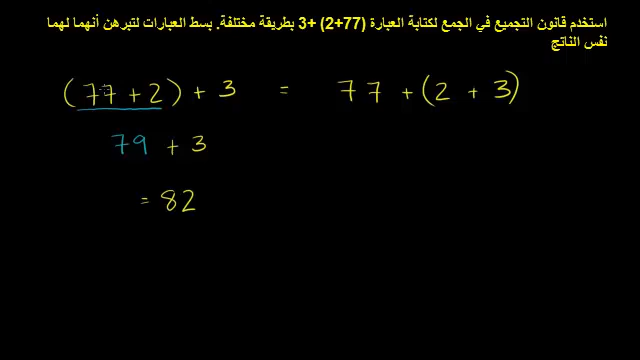 استخدم قانون التجميع في الجمع لكتابة العبارة (77+2) +3 بطريقة مختلفة. بسط العبارات لتبرهن أنهما لهما
نفس الناتج
(77 + 2) + 3 = 77 + (2 + 3)
79 + 3
= 82